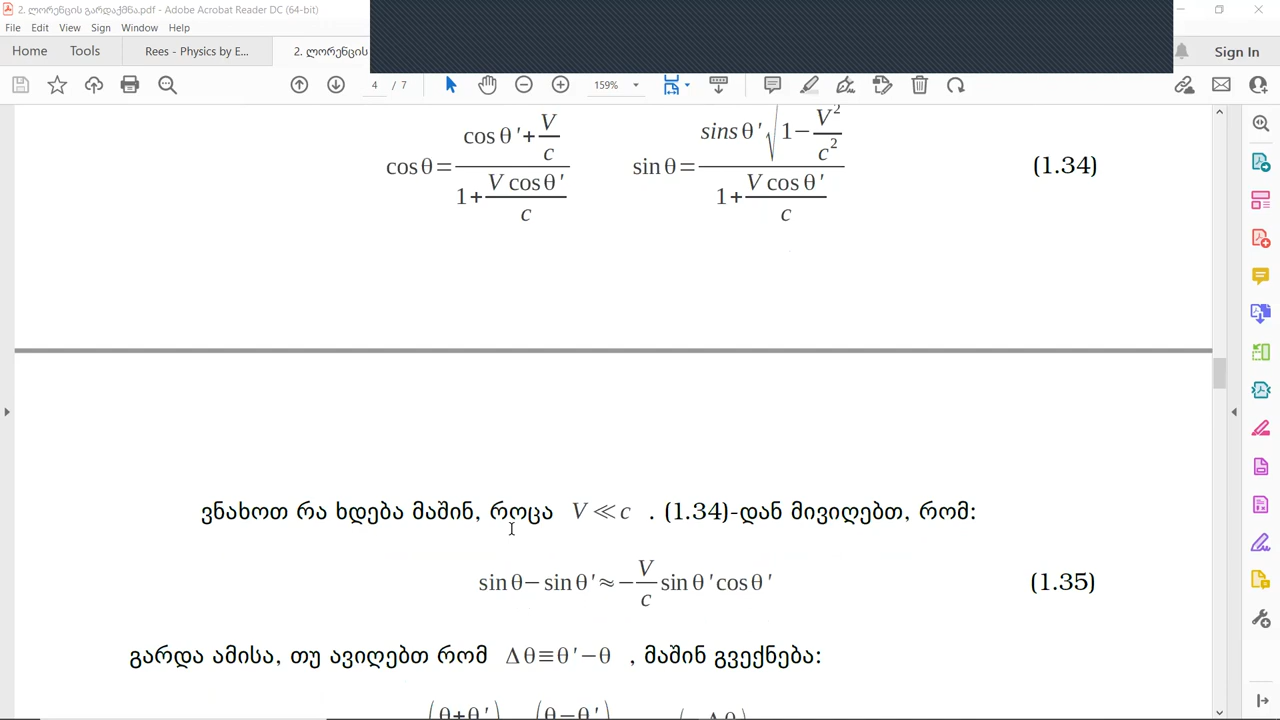 2. ლორენცის გარდაქმნა.pdf - Adobe Acrobat Reader DC (64-bit)
File Edit View Sign Window Help
Home Tools Rees - Physics by E... 2. ლორენცის Sign In
4 / 7 159%
cos θ = (cos θ ' + V/c) / (1 + V cos θ '/c) sin θ = (sins θ ' √(1 − V²/c²)) / (1 + V cos θ '/c) (1.34)
ვნახოთ რა ხდება მაშინ, როცა V ≪ c . (1.34)-დან მივიღებთ, რომ:
sin θ − sin θ ' ≈ − V/c sin θ ' cos θ ' (1.35)
გარდა ამისა, თუ ავიღებთ რომ Δ θ ≡ θ ' − θ , მაშინ გვექნება:
(θ+θ ') (θ−θ ') (− Δ θ)